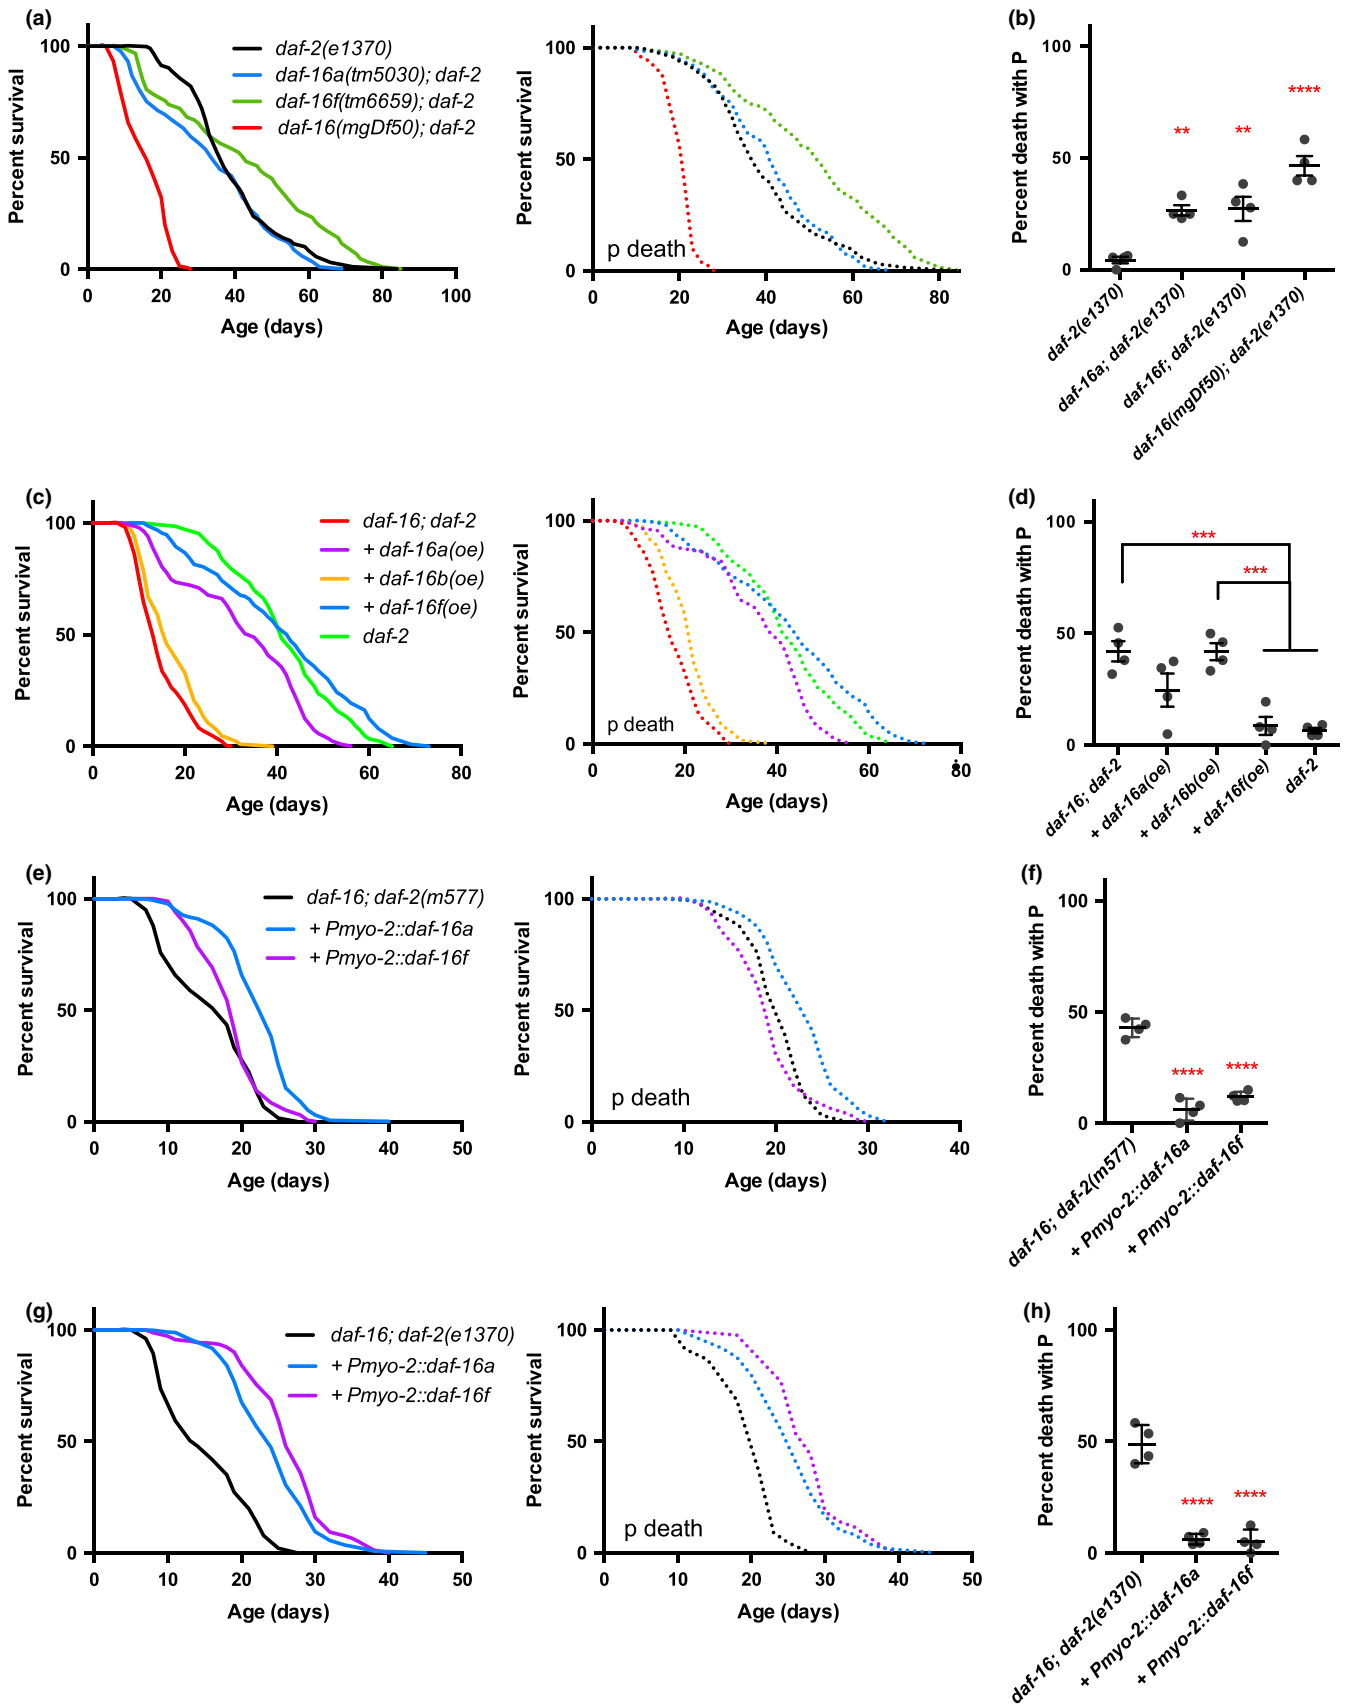 (a)
Percent survival
100
50
0
0 20 40 60 80 100
Age (days)
daf-2(e1370)
daf-16a(tm5030); daf-2
daf-16f(tm6659); daf-2
daf-16(mgDf50); daf-2
Percent survival
100
50
0
0 20 40 60 80
Age (days)
p death
(b)
Percent death with P
100
50
0
**
**
****
daf-2(e1370)
daf-16a; daf-2(e1370)
daf-16f; daf-2(e1370)
daf-16(mgDf50); daf-2(e1370)
(c)
Percent survival
100
50
0
0 20 40 60 80
Age (days)
daf-16; daf-2
+ daf-16a(oe)
+ daf-16b(oe)
+ daf-16f(oe)
daf-2
Percent survival
100
50
0
0 20 40 60 80
Age (days)
p death
(d)
Percent death with P
100
50
0
***
***
daf-16; daf-2
+ daf-16a(oe)
+ daf-16b(oe)
+ daf-16f(oe)
daf-2
(e)
Percent survival
100
50
0
0 10 20 30 40 50
Age (days)
daf-16; daf-2(m577)
+ Pmyo-2::daf-16a
+ Pmyo-2::daf-16f
Percent survival
100
50
0
0 10 20 30 40
Age (days)
p death
(f)
Percent death with P
100
50
0
****
****
daf-16; daf-2(m577)
+ Pmyo-2::daf-16a
+ Pmyo-2::daf-16f
(g)
Percent survival
100
50
0
0 10 20 30 40 50
Age (days)
daf-16; daf-2(e1370)
+ Pmyo-2::daf-16a
+ Pmyo-2::daf-16f
Percent survival
100
50
0
0 10 20 30 40 50
Age (days)
p death
(h)
Percent death with P
100
50
0
****
****
daf-16; daf-2(e1370)
+ Pmyo-2::daf-16a
+ Pmyo-2::daf-16f